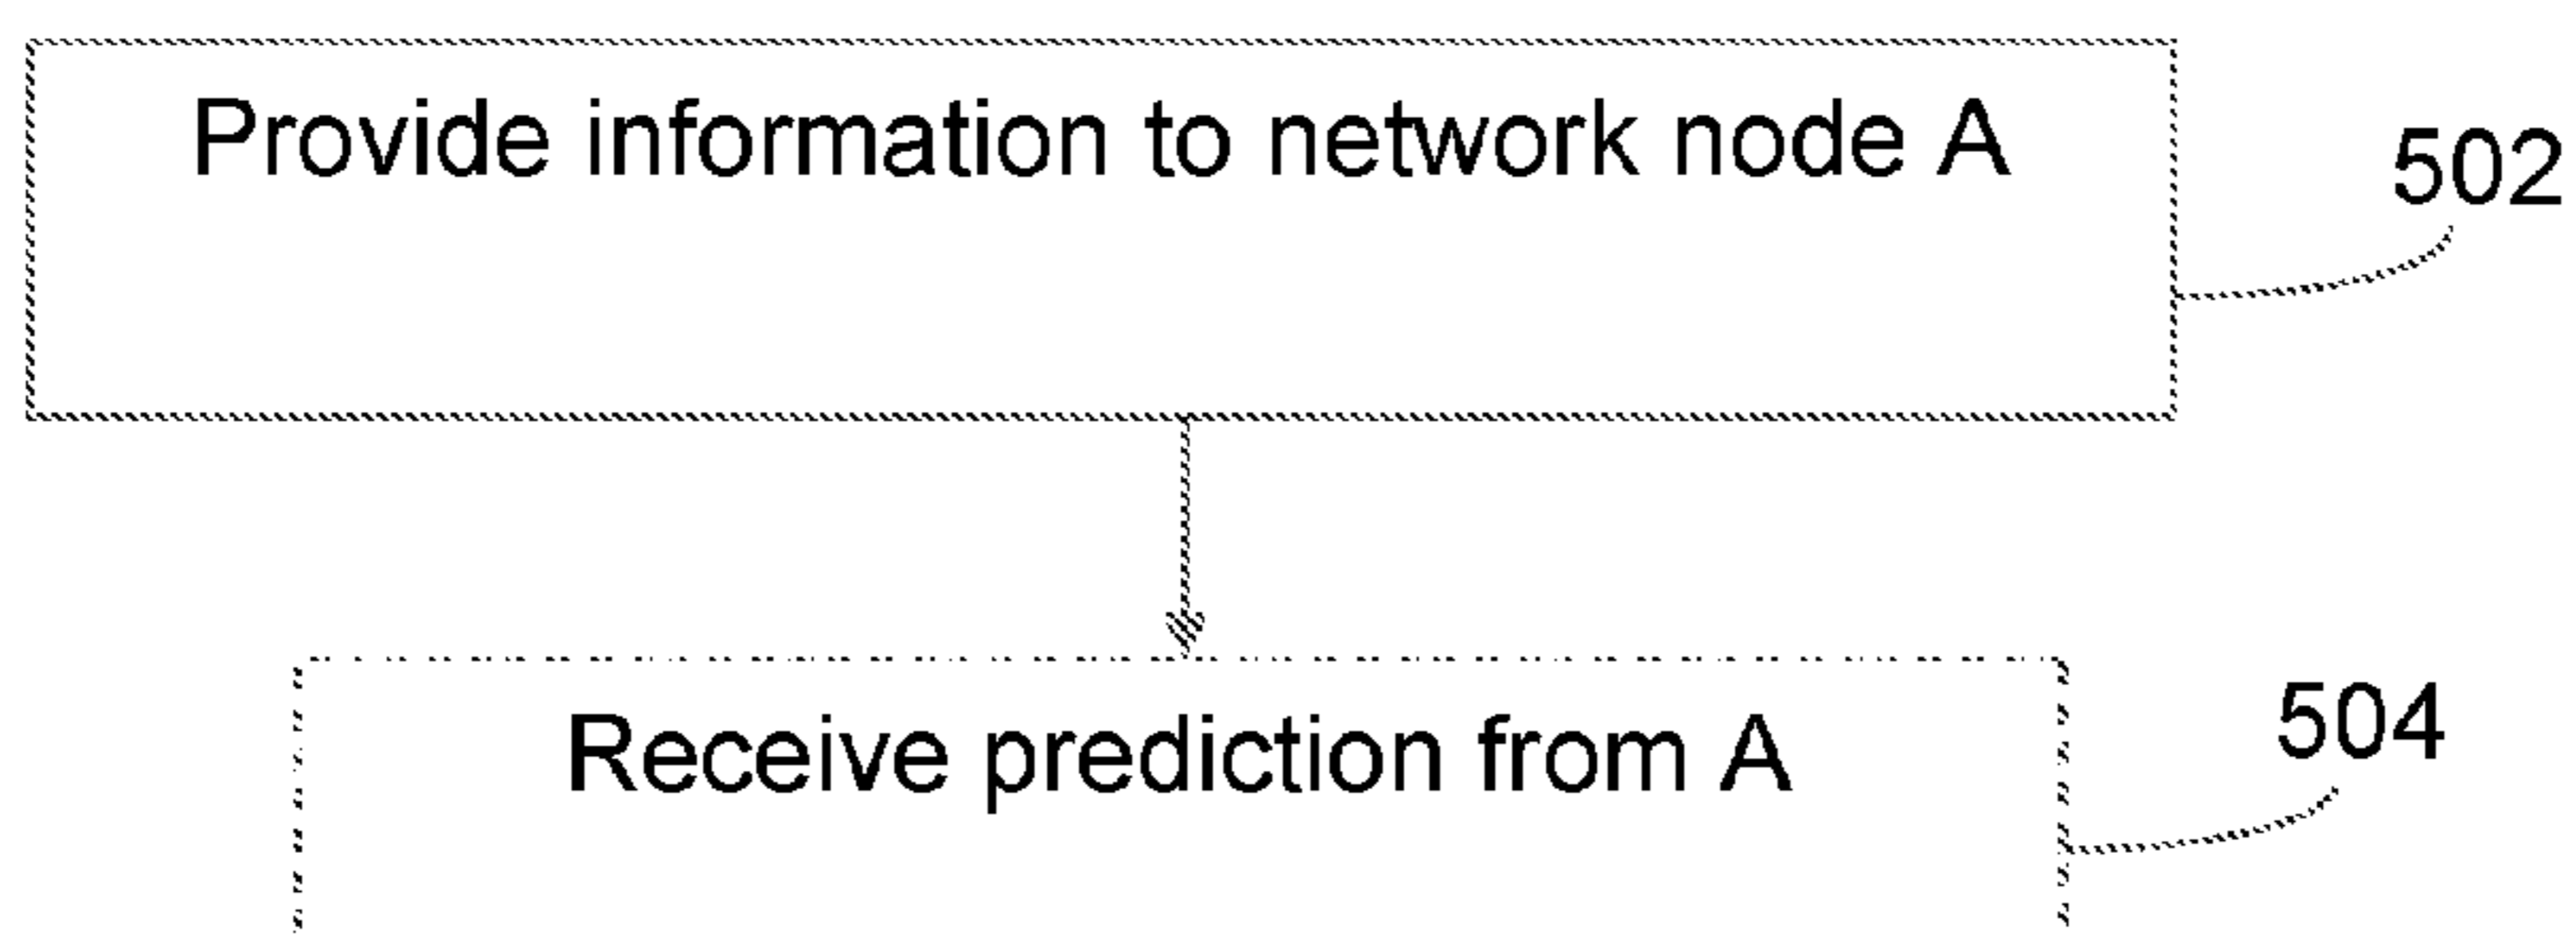 Provide information to network node A
502
Receive prediction from A
504